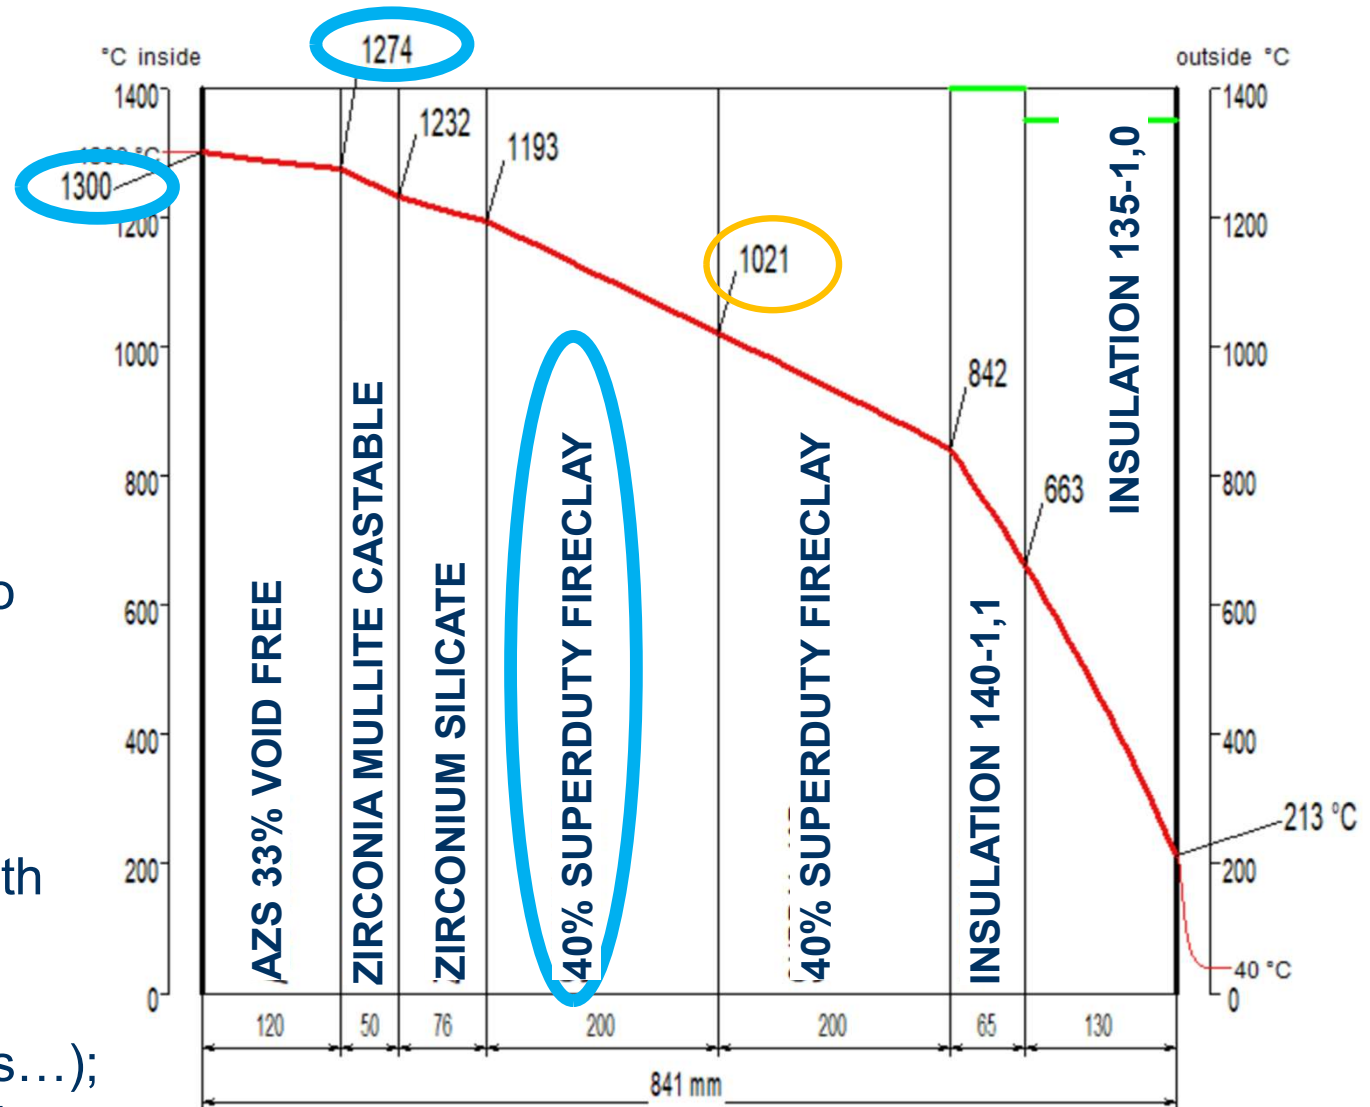 °C inside
outside °C
1274
1400
1400
1232
1193
1300
1200
1200
1021
1000
1000
842
800
800
663
600
600
400
400
213 °C
200
200
40 °C
0
0
AZS 33% VOID FREE
ZIRCONIA MULLITE CASTABLE
ZIRCONIUM SILICATE
40% SUPERDUTY FIRECLAY
40% SUPERDUTY FIRECLAY
INSULATION 140-1,1
INSULATION 135-1,0
th
s…);
120 50 76 200 200 65 130
841 mm